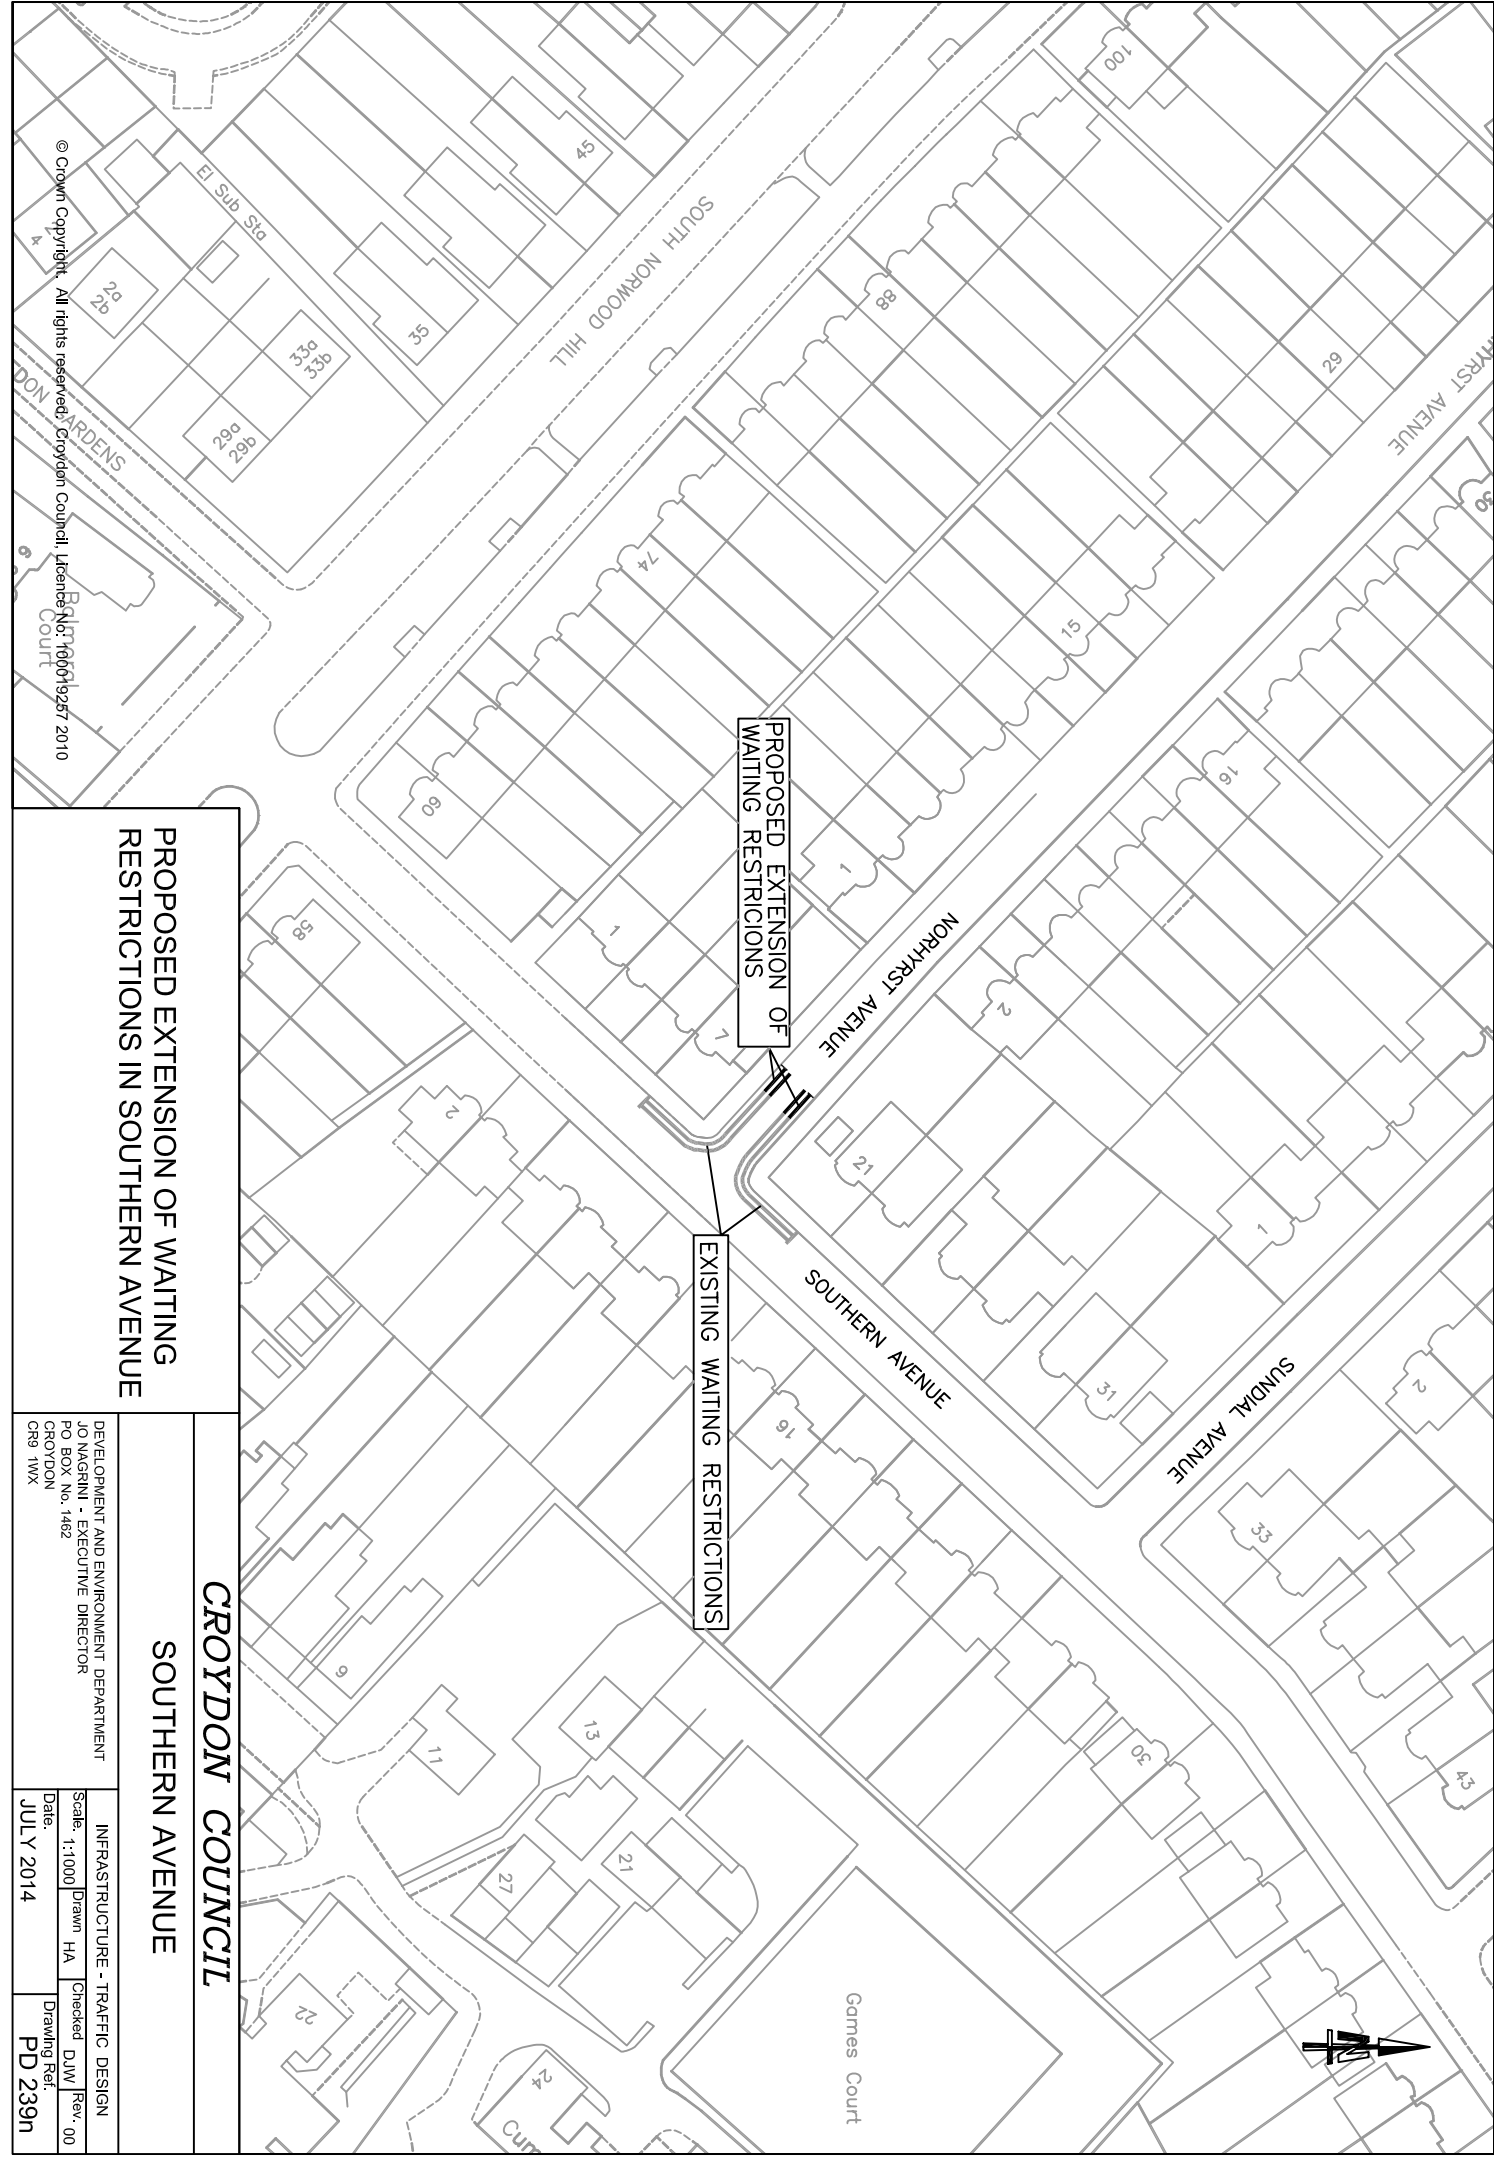 100
45
El Sub Sta
SOUTH NORWOOD HILL
4
2a
2b
35
33a
33b
29a
29b
88
29
AVENUE
50
74
15
Balmoral
Court
9
60
1
16
PROPOSED EXTENSION OF
WAITING RESTRICIONS
NORHYRST AVENUE
58
1
7
2
2
21
1
EXISTING WAITING RESTRICTIONS
SOUTHERN AVENUE
31
SUNDIAL AVENUE
2
16
33
30
43
9
11
13
21
27
22
24
Games Court
N
© Crown Copyright. All rights reserved. Croydon Council, Licence No. 100019257 2010
PROPOSED EXTENSION OF WAITING
RESTRICTIONS IN SOUTHERN AVENUE
CROYDON COUNCIL
SOUTHERN AVENUE
DEVELOPMENT AND ENVIRONMENT DEPARTMENT
JO NAGRINI - EXECUTIVE DIRECTOR
PO BOX No. 1462
CROYDON
CR9 1WX
INFRASTRUCTURE - TRAFFIC DESIGN
Scale. 1:1000 Drawn HA Checked DJW Rev. 00
Date. JULY 2014
Drawing Ref. PD 239n